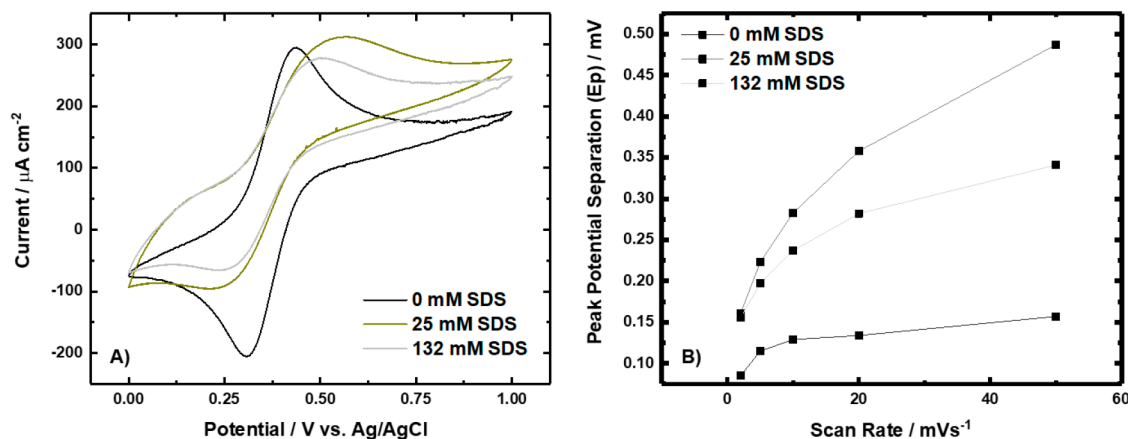 300
200
100
0
-100
-200
Current / μA cm-2
0 mM SDS
25 mM SDS
132 mM SDS
A)
0.00
0.25
0.50
0.75
1.00
Potential / V vs. Ag/AgCl
0.50
0.45
0.40
0.35
0.30
0.25
0.20
0.15
0.10
Peak Potential Separation (Ep) / mV
0 mM SDS
25 mM SDS
132 mM SDS
B)
0
10
20
30
40
50
60
Scan Rate / mVs-1